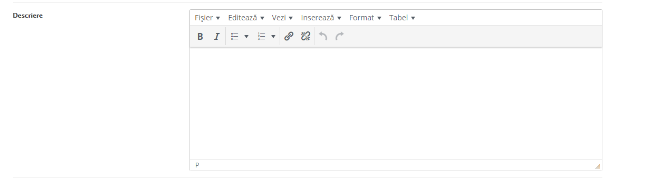 Descriere
Fișier Editează Vezi Inserează Format Tabel
B I
P